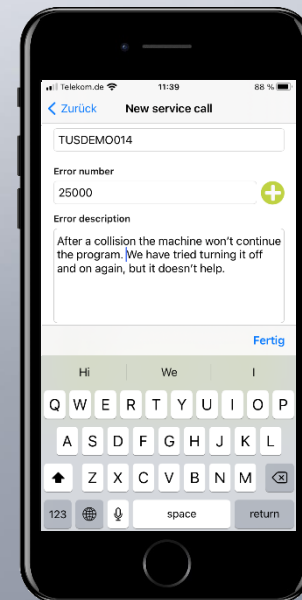 Telekom.de 11:39 88 %
Zurück New service call
TUSDEMO014
Error number
25000
Error description
After a collision the machine won't continue
the program. We have tried turning it off
and on again, but it doesn't help.
Fertig
Hi We I
Q W E R T Y U I O P
A S D F G H J K L
Z X C V B N M
123 space return